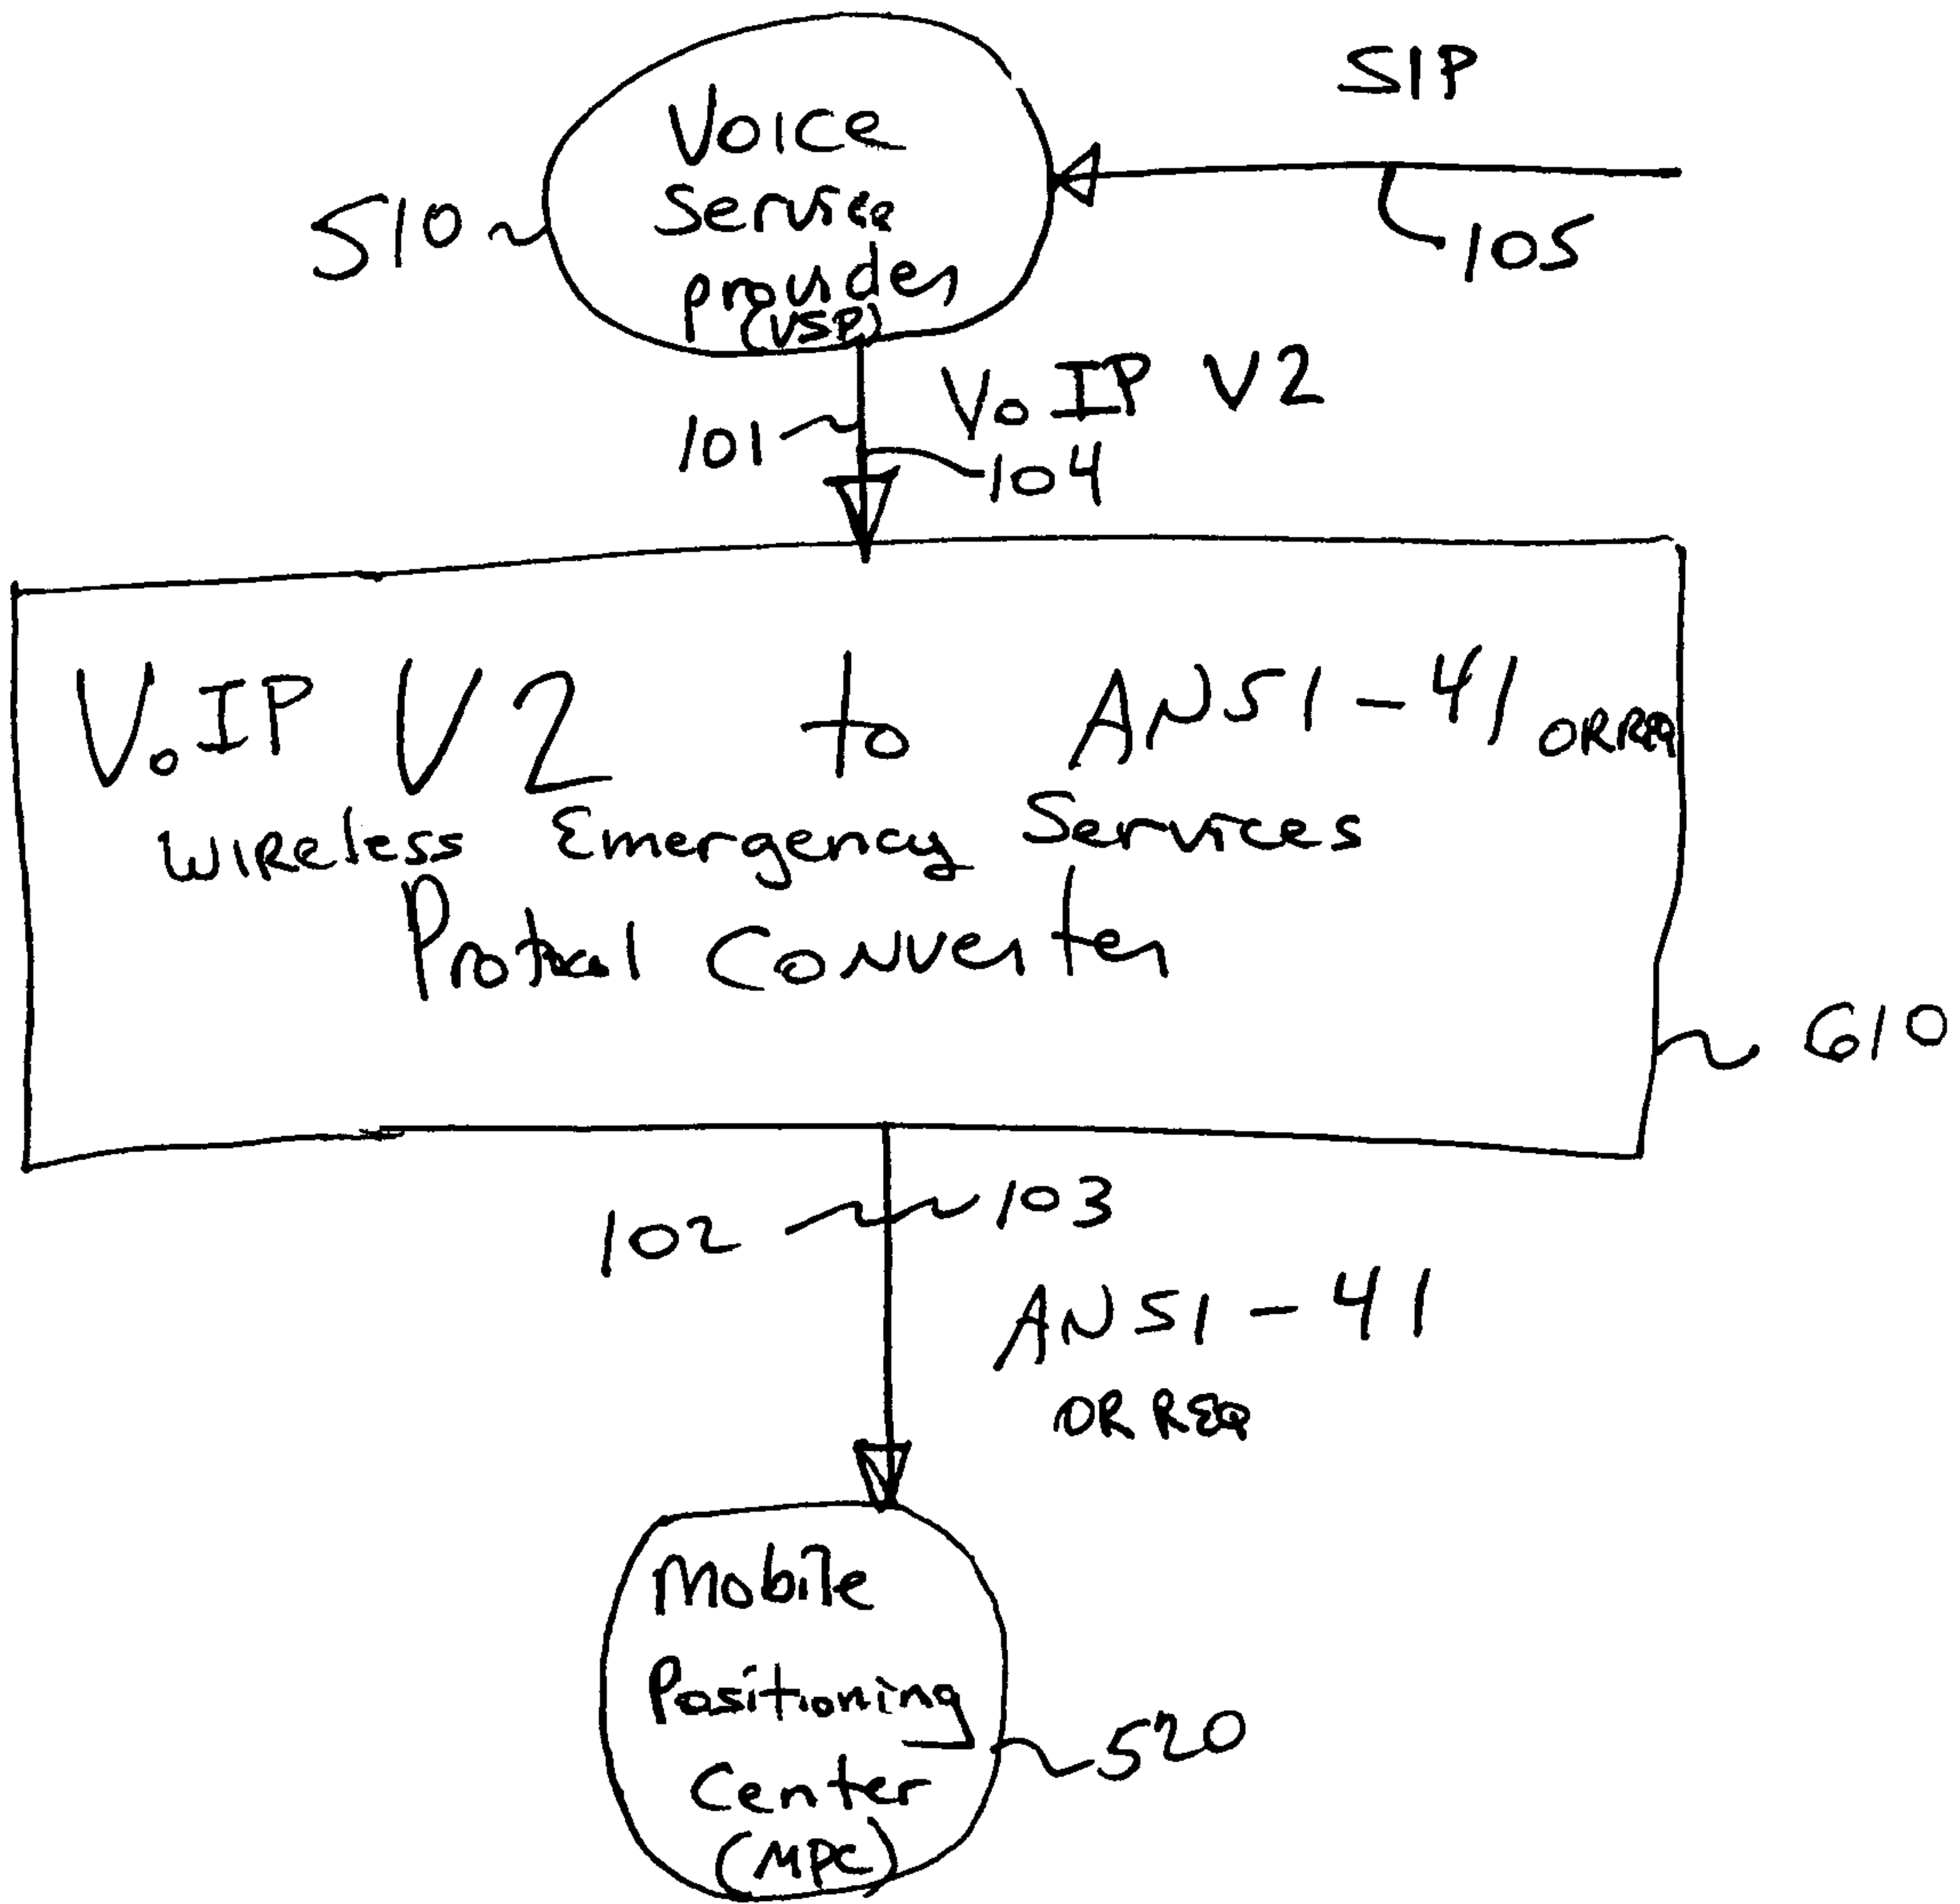 SIP
Voice
Service
Provider
(VSP)
510
105
VoIP V2
101
104
VoIP V2 to ANSI-41 ORREQ
Wireless Emergency Services
Protocol Converter
610
102
103
ANSI-41
ORREQ
Mobile
Positioning
Center
(MPC)
520